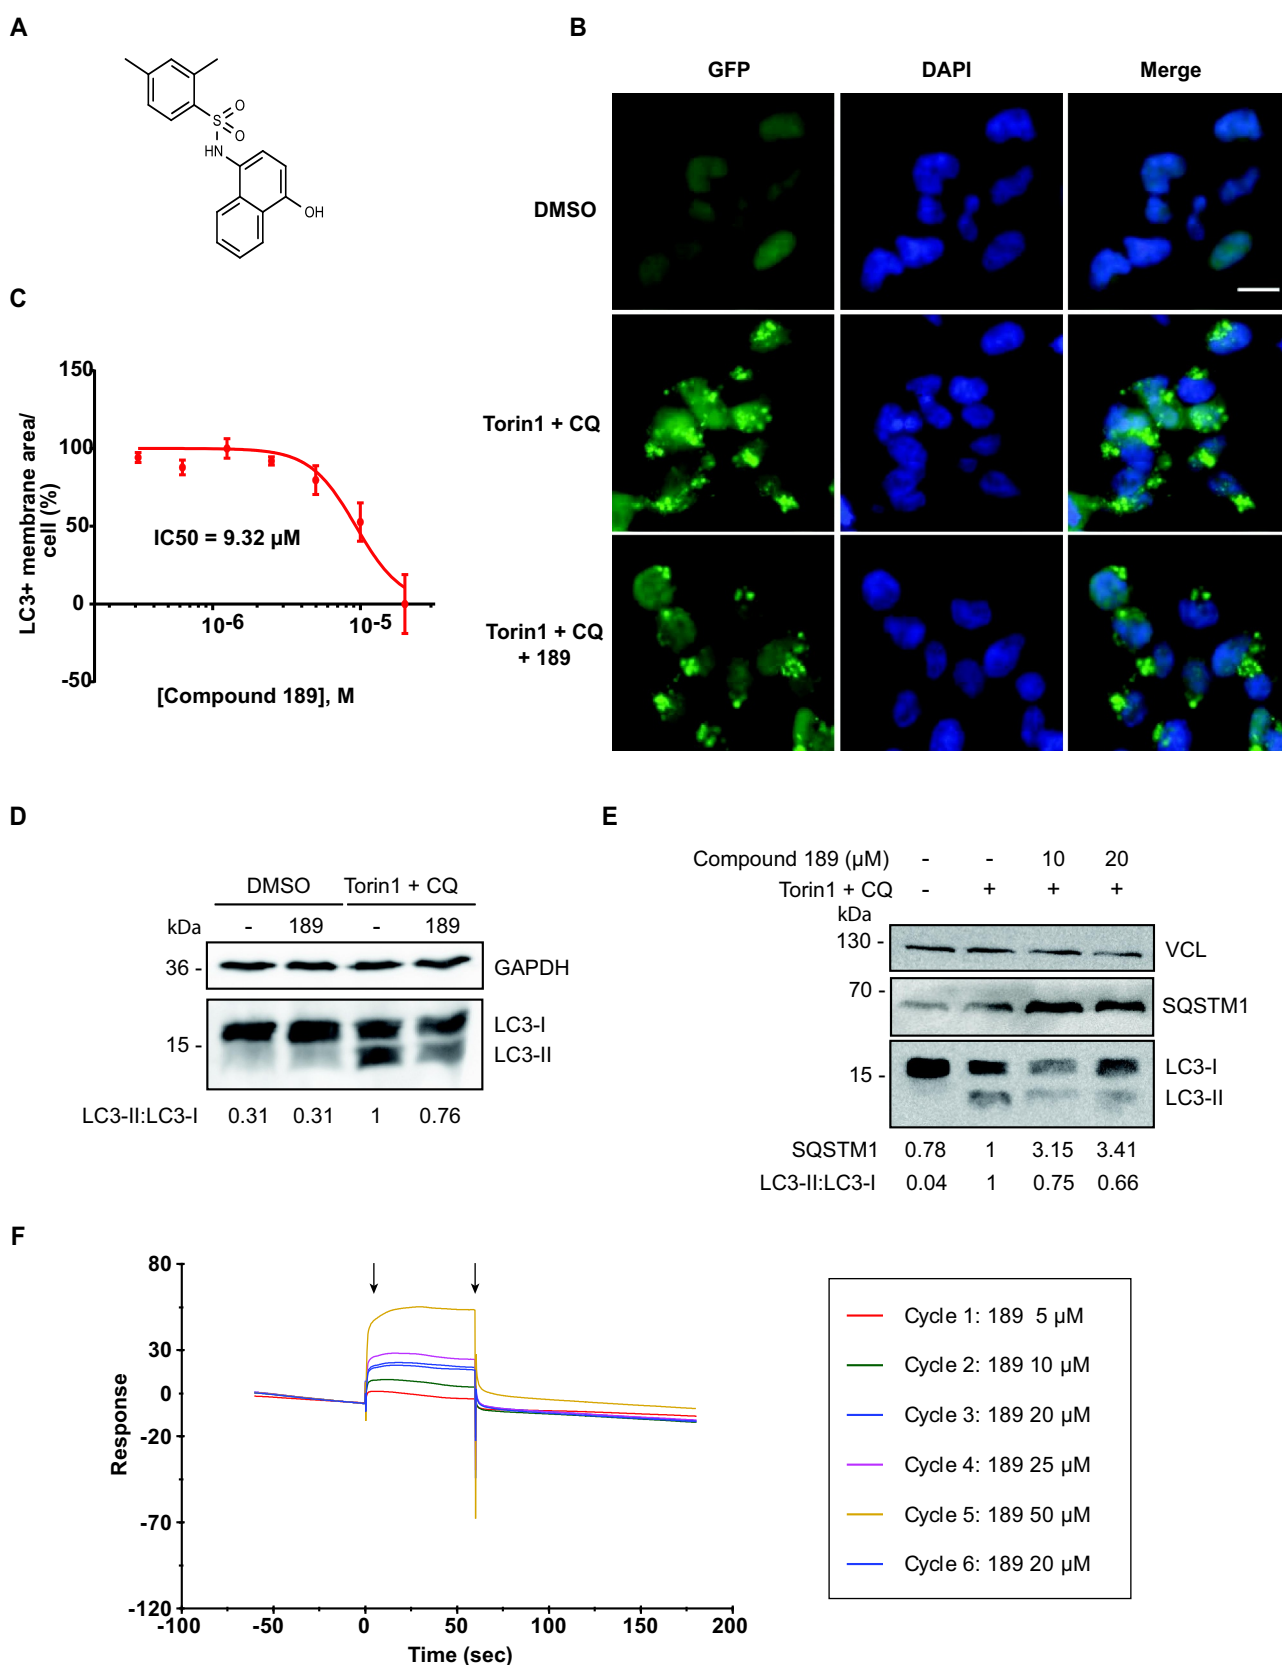 A
O
S
O
HN
OH
B
GFP DAPI Merge
DMSO
Torin1 + CQ
Torin1 + CQ
+ 189
C
LC3+ membrane area/
cell (%)
150
100
50
0
-50
IC50 = 9.32 µM
10-6 10-5
[Compound 189], M
D
DMSO Torin1 + CQ
kDa - 189 - 189
36 - GAPDH
LC3-I
15 - LC3-II
LC3-II:LC3-I 0.31 0.31 1 0.76
E
Compound 189 (µM) - - 10 20
Torin1 + CQ - + + +
kDa
130 - VCL
70 - SQSTM1
LC3-I
15 -
LC3-II
SQSTM1 0.78 1 3.15 3.41
LC3-II:LC3-I 0.04 1 0.75 0.66
F
Response
80
30
0
-20
-70
-120
-100 -50 0 50 100 150 200
Time (sec)
Cycle 1: 189 5 µM
Cycle 2: 189 10 µM
Cycle 3: 189 20 µM
Cycle 4: 189 25 µM
Cycle 5: 189 50 µM
Cycle 6: 189 20 µM